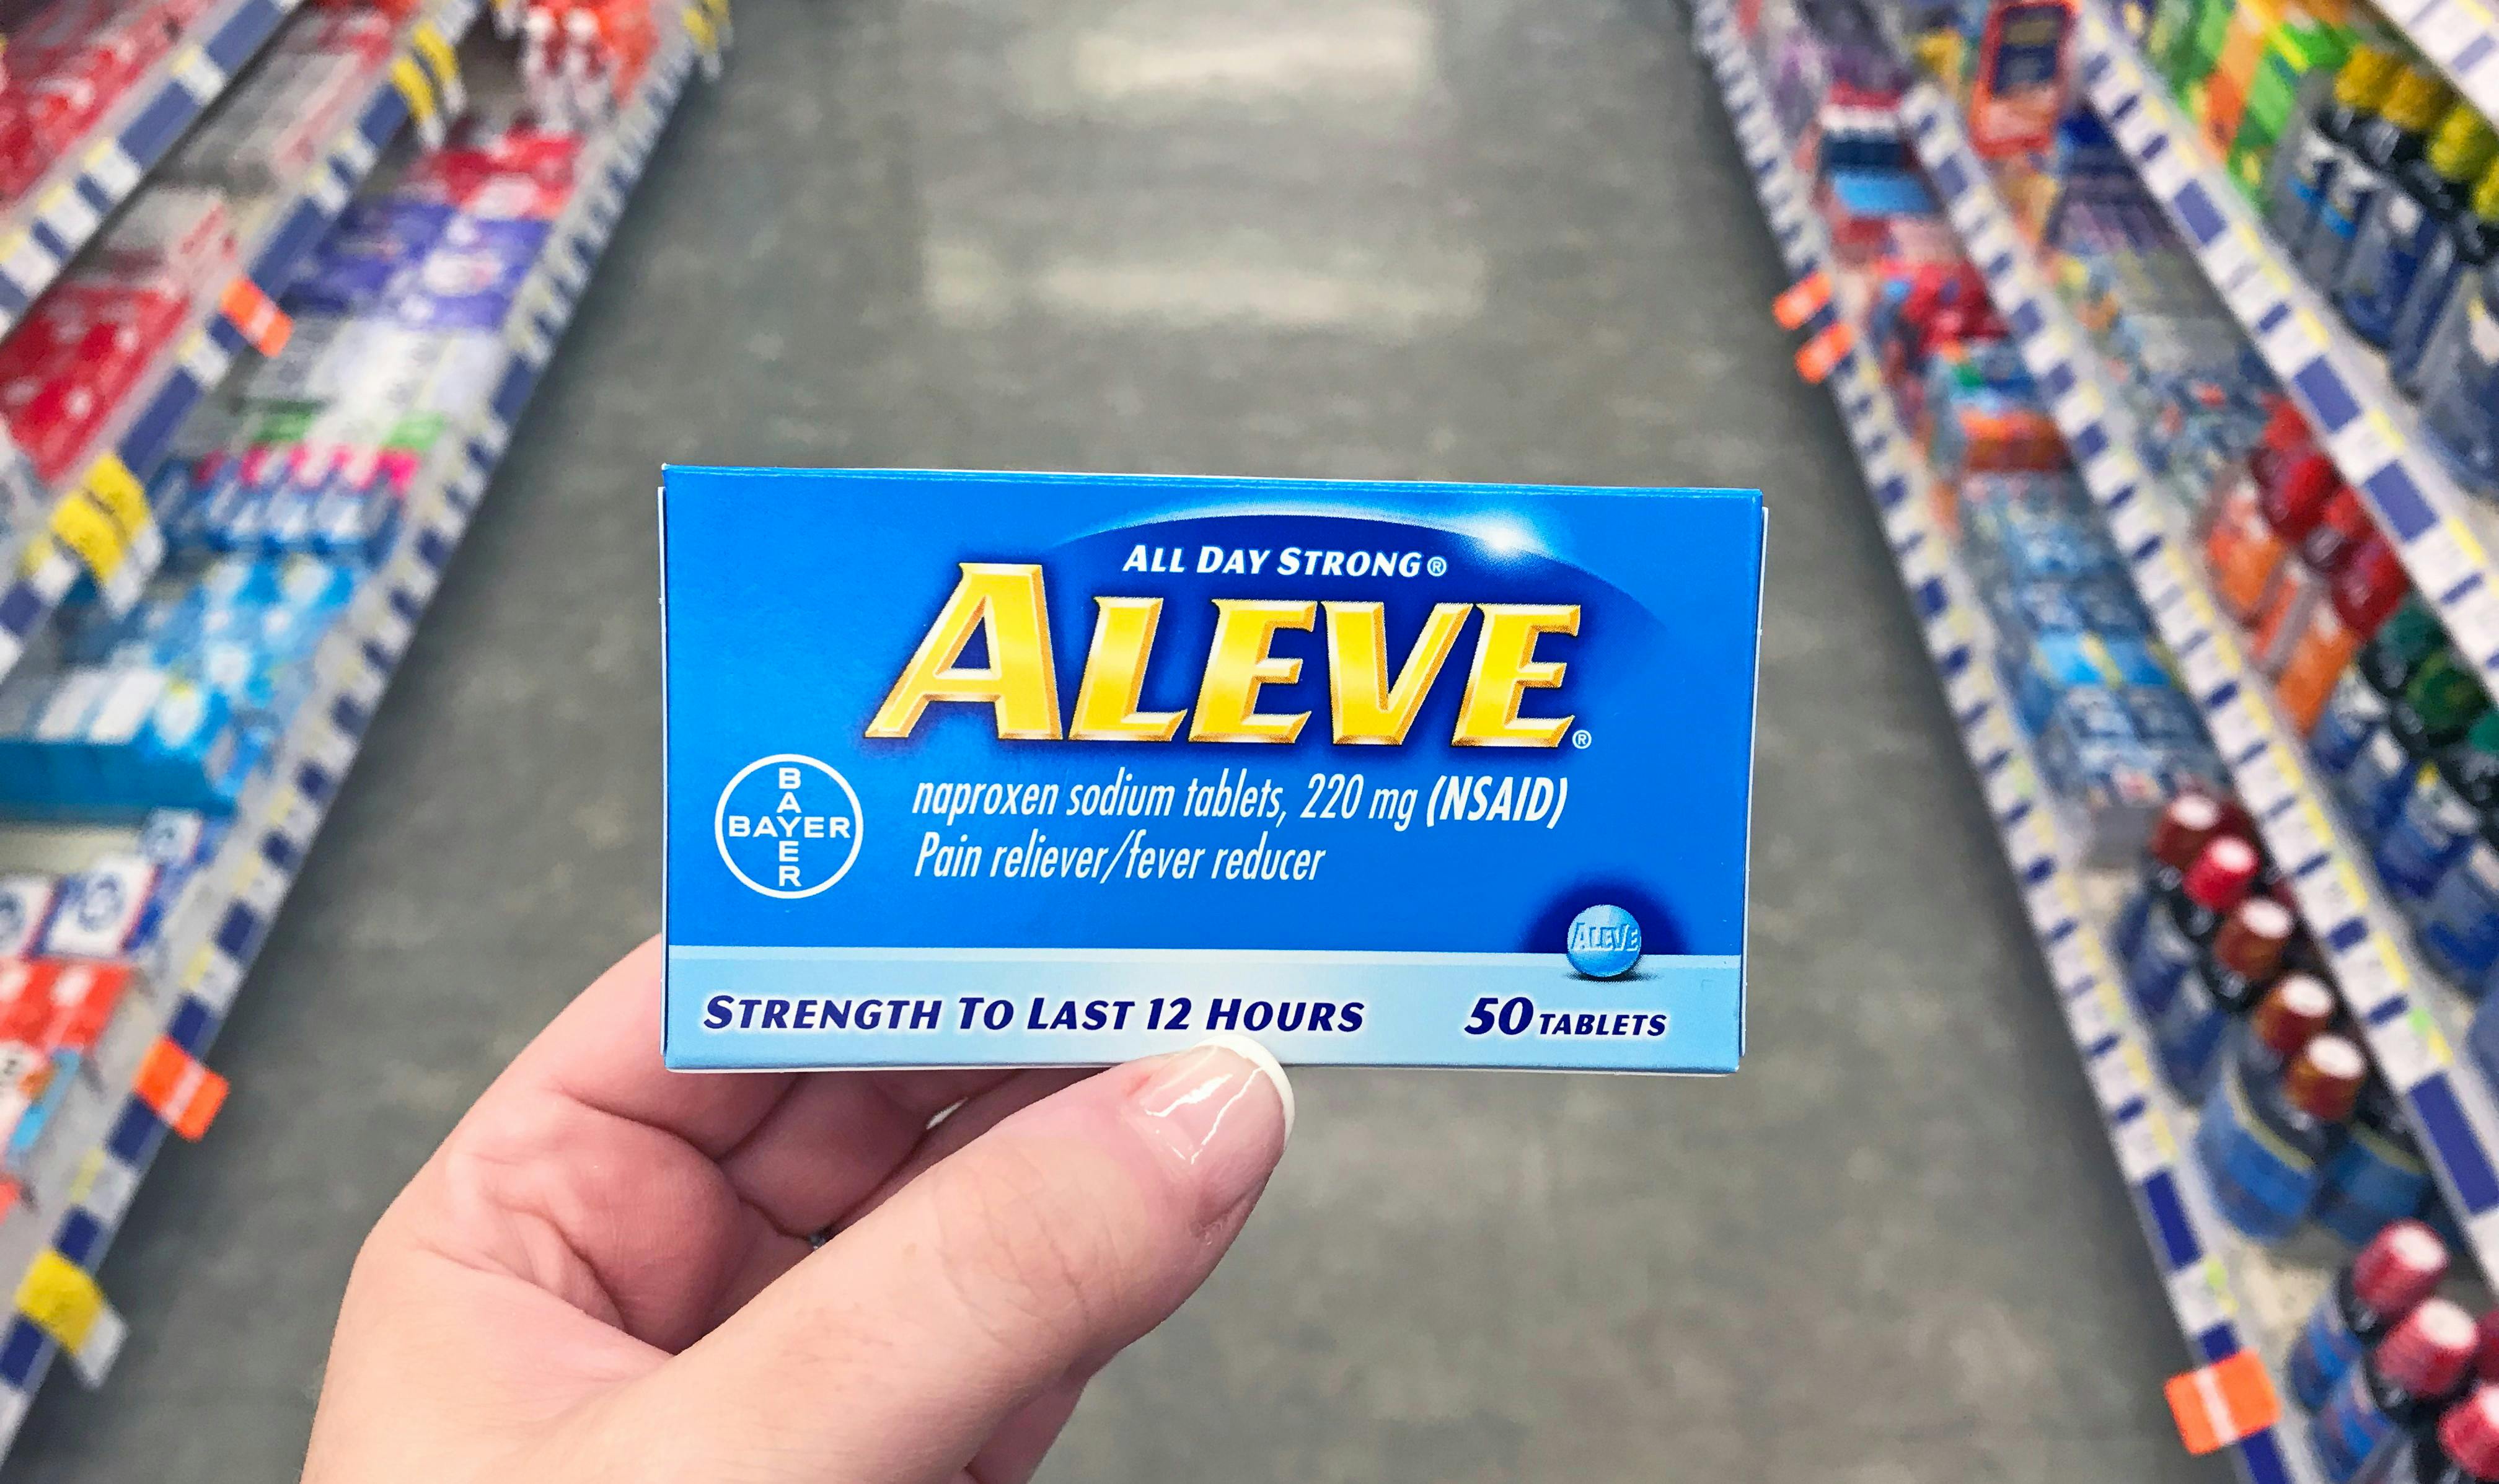 ALL DAY STRONG®
ALEVE®
naproxen sodium tablets, 220 mg (NSAID)
Pain reliever/fever reducer
BAYER
BAYER
ALEVE
STRENGTH TO LAST 12 HOURS
50 TABLETS